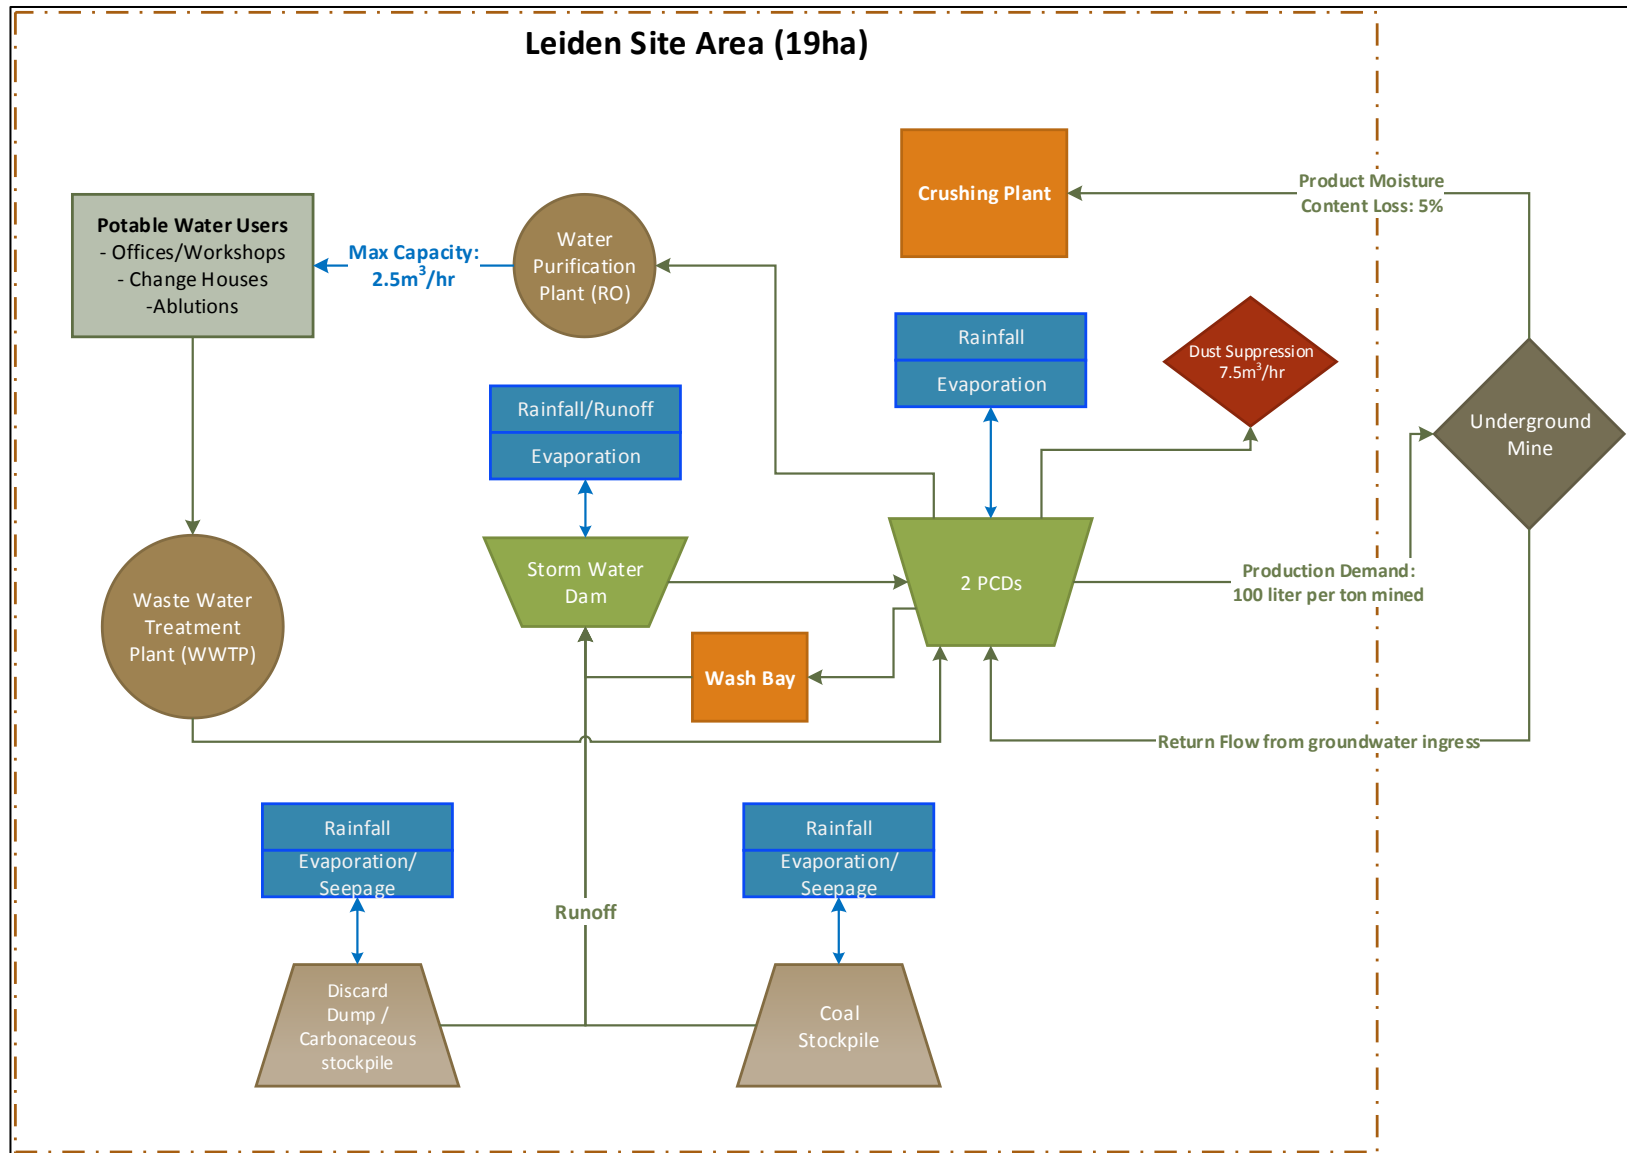 Leiden Site Area (19ha)
Crushing Plant
Product Moisture
Content Loss: 5%
Potable Water Users
- Offices/Workshops
- Change Houses
-Ablutions
Max Capacity:
2.5m³/hr
Water
Purification
Plant (RO)
Rainfall
Evaporation
Dust Suppression
7.5m³/hr
Underground
Mine
Rainfall/Runoff
Evaporation
Storm Water
Dam
2 PCDs
Production Demand:
100 liter per ton mined
Waste Water
Treatment
Plant (WWTP)
Wash Bay
Return Flow from groundwater ingress
Rainfall
Evaporation/
Seepage
Rainfall
Evaporation/
Seepage
Runoff
Discard
Dump /
Carbonaceous
stockpile
Coal
Stockpile